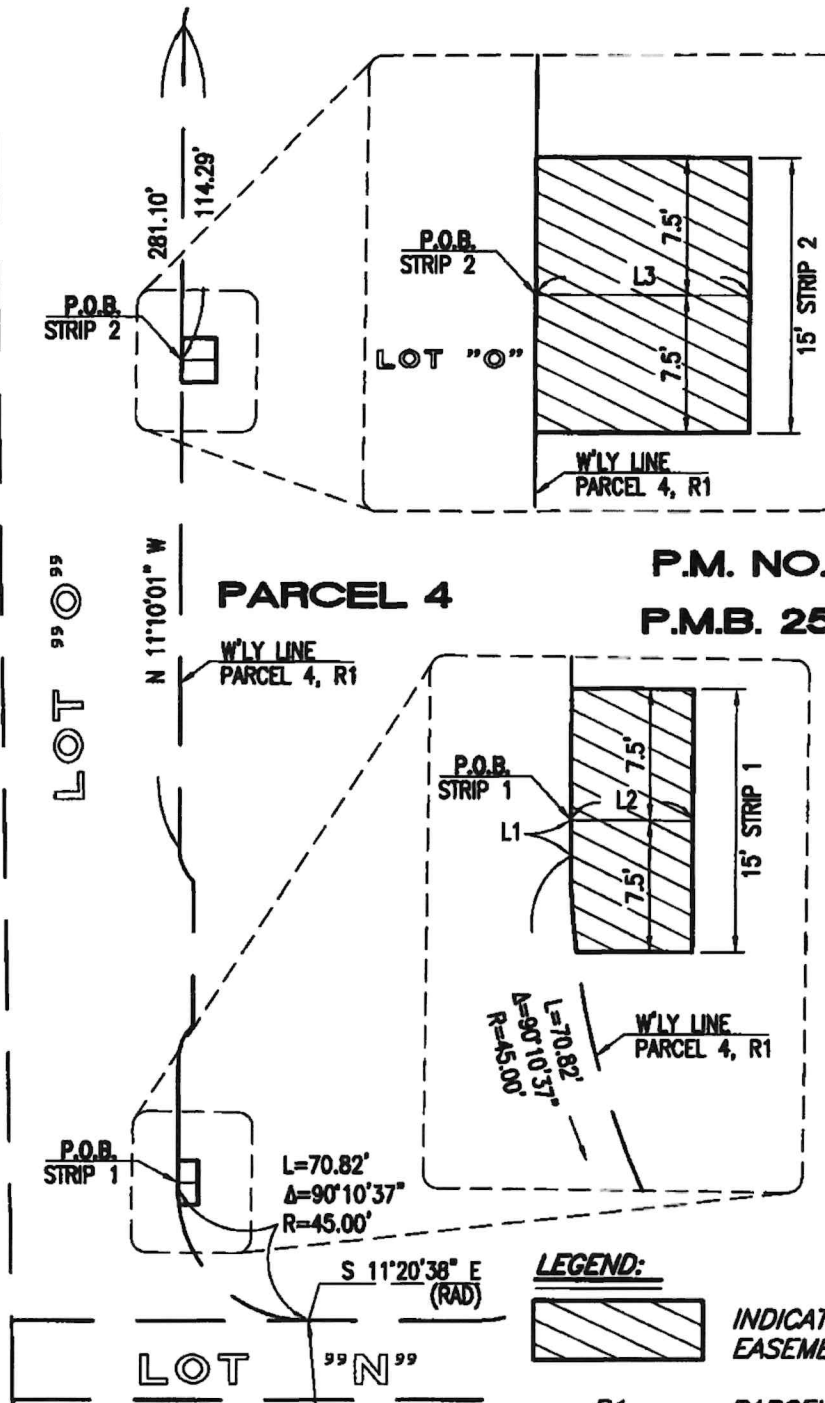 281.10'
114.29'
P.O.B.
STRIP 2
P.O.B.
STRIP 2
LOT "O"
7.5'
L3
7.5'
15' STRIP 2
W'LY LINE
PARCEL 4, R1
LOT "O"
N 11°10'01" W
PARCEL 4
W'LY LINE
PARCEL 4, R1
P.M. NO.
P.M.B. 25
P.O.B.
STRIP 1
L1
7.5'
L2
7.5'
15' STRIP 1
L=70.82'
Δ=90°10'37"
R=45.00'
W'LY LINE
PARCEL 4, R1
P.O.B.
STRIP 1
L=70.82'
Δ=90°10'37"
R=45.00'
S 11°20'38" E
(RAD)
LOT "N"
LEGEND:
INDICAT
EASEME